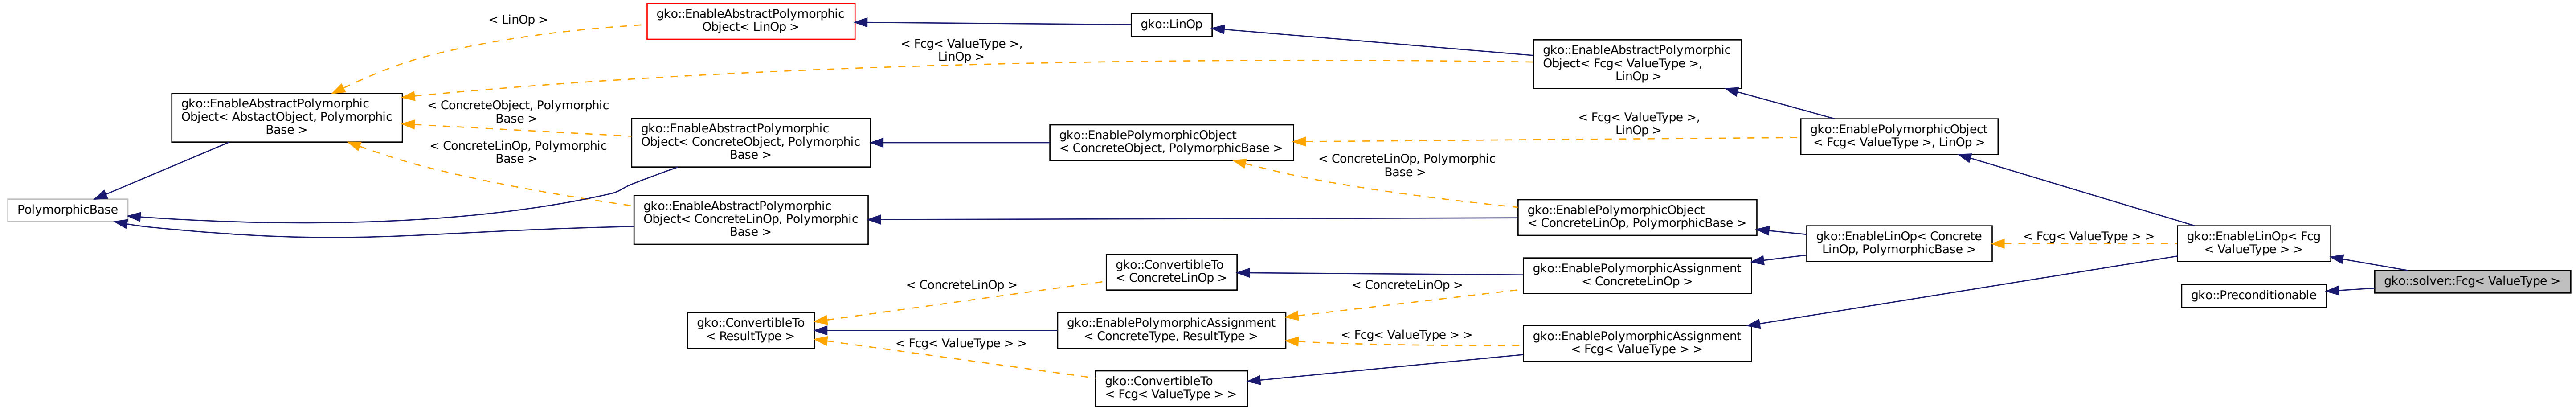 gko::EnableAbstractPolymorphic
Object< LinOp >
< LinOp >
gko::LinOp
< Fcg< ValueType >,
LinOp >
gko::EnableAbstractPolymorphic
Object< Fcg< ValueType >,
LinOp >
gko::EnableAbstractPolymorphic
Object< AbstactObject, Polymorphic
Base >
< ConcreteObject, Polymorphic
Base >
< ConcreteLinOp, Polymorphic
Base >
gko::EnableAbstractPolymorphic
Object< ConcreteObject, Polymorphic
Base >
gko::EnablePolymorphicObject
< ConcreteObject, PolymorphicBase >
< Fcg< ValueType >,
LinOp >
gko::EnablePolymorphicObject
< Fcg< ValueType >, LinOp >
< ConcreteLinOp, Polymorphic
Base >
PolymorphicBase
gko::EnableAbstractPolymorphic
Object< ConcreteLinOp, Polymorphic
Base >
gko::EnablePolymorphicObject
< ConcreteLinOp, PolymorphicBase >
gko::EnableLinOp< Concrete
LinOp, PolymorphicBase >
< Fcg< ValueType > >
gko::EnableLinOp< Fcg
< ValueType > >
gko::ConvertibleTo
< ConcreteLinOp >
gko::EnablePolymorphicAssignment
< ConcreteLinOp >
gko::solver::Fcg< ValueType >
< ConcreteLinOp >
< ConcreteLinOp >
gko::Preconditionable
gko::ConvertibleTo
< ResultType >
gko::EnablePolymorphicAssignment
< ConcreteType, ResultType >
< Fcg< ValueType > >
gko::EnablePolymorphicAssignment
< Fcg< ValueType > >
< Fcg< ValueType > >
gko::ConvertibleTo
< Fcg< ValueType > >